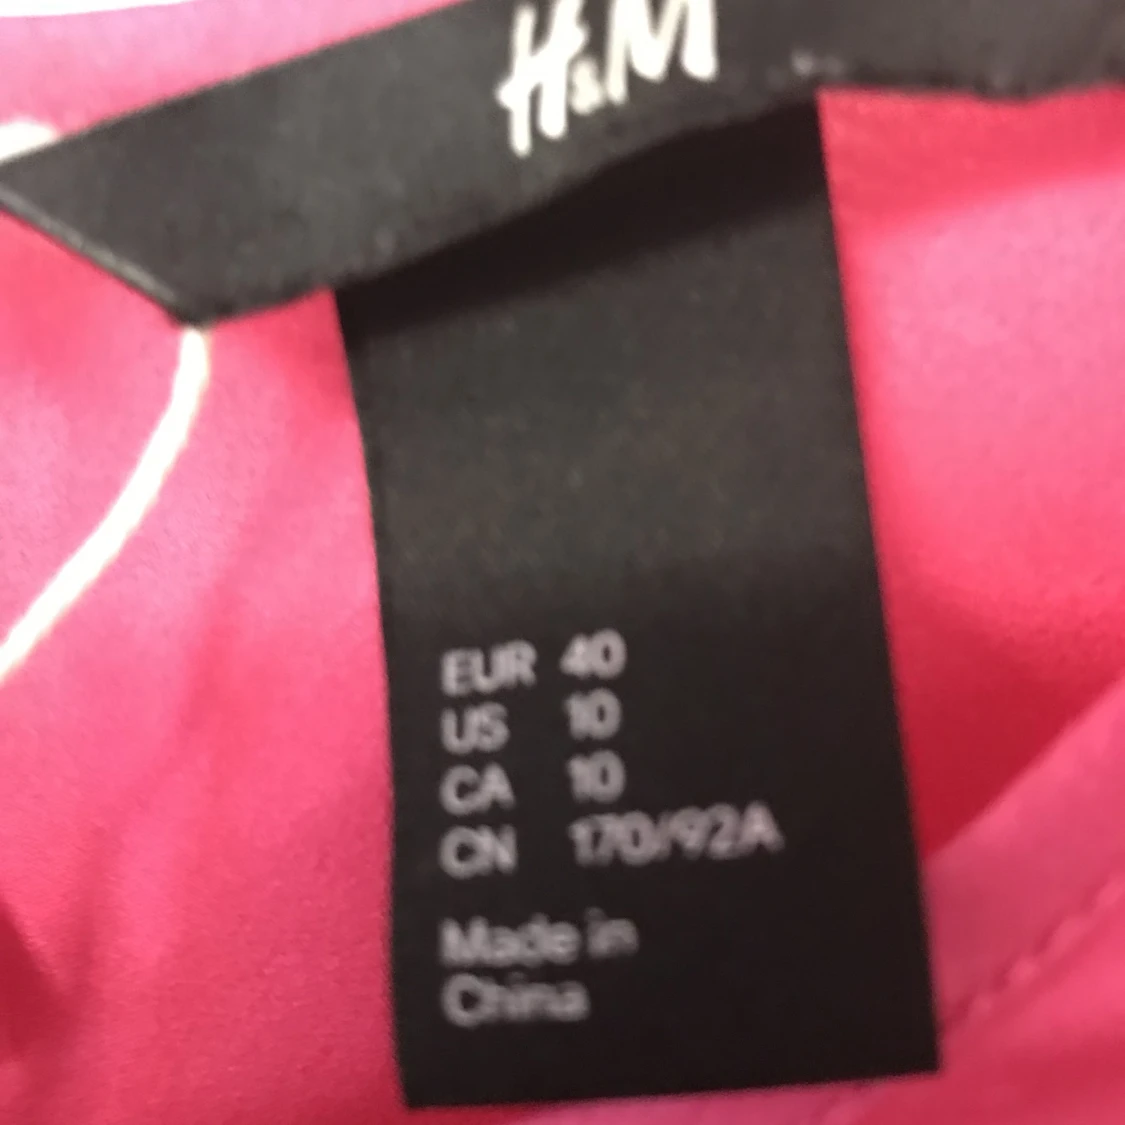 H&M
EUR 40
US 10
CA 10
CN 170/92A
Made in
China